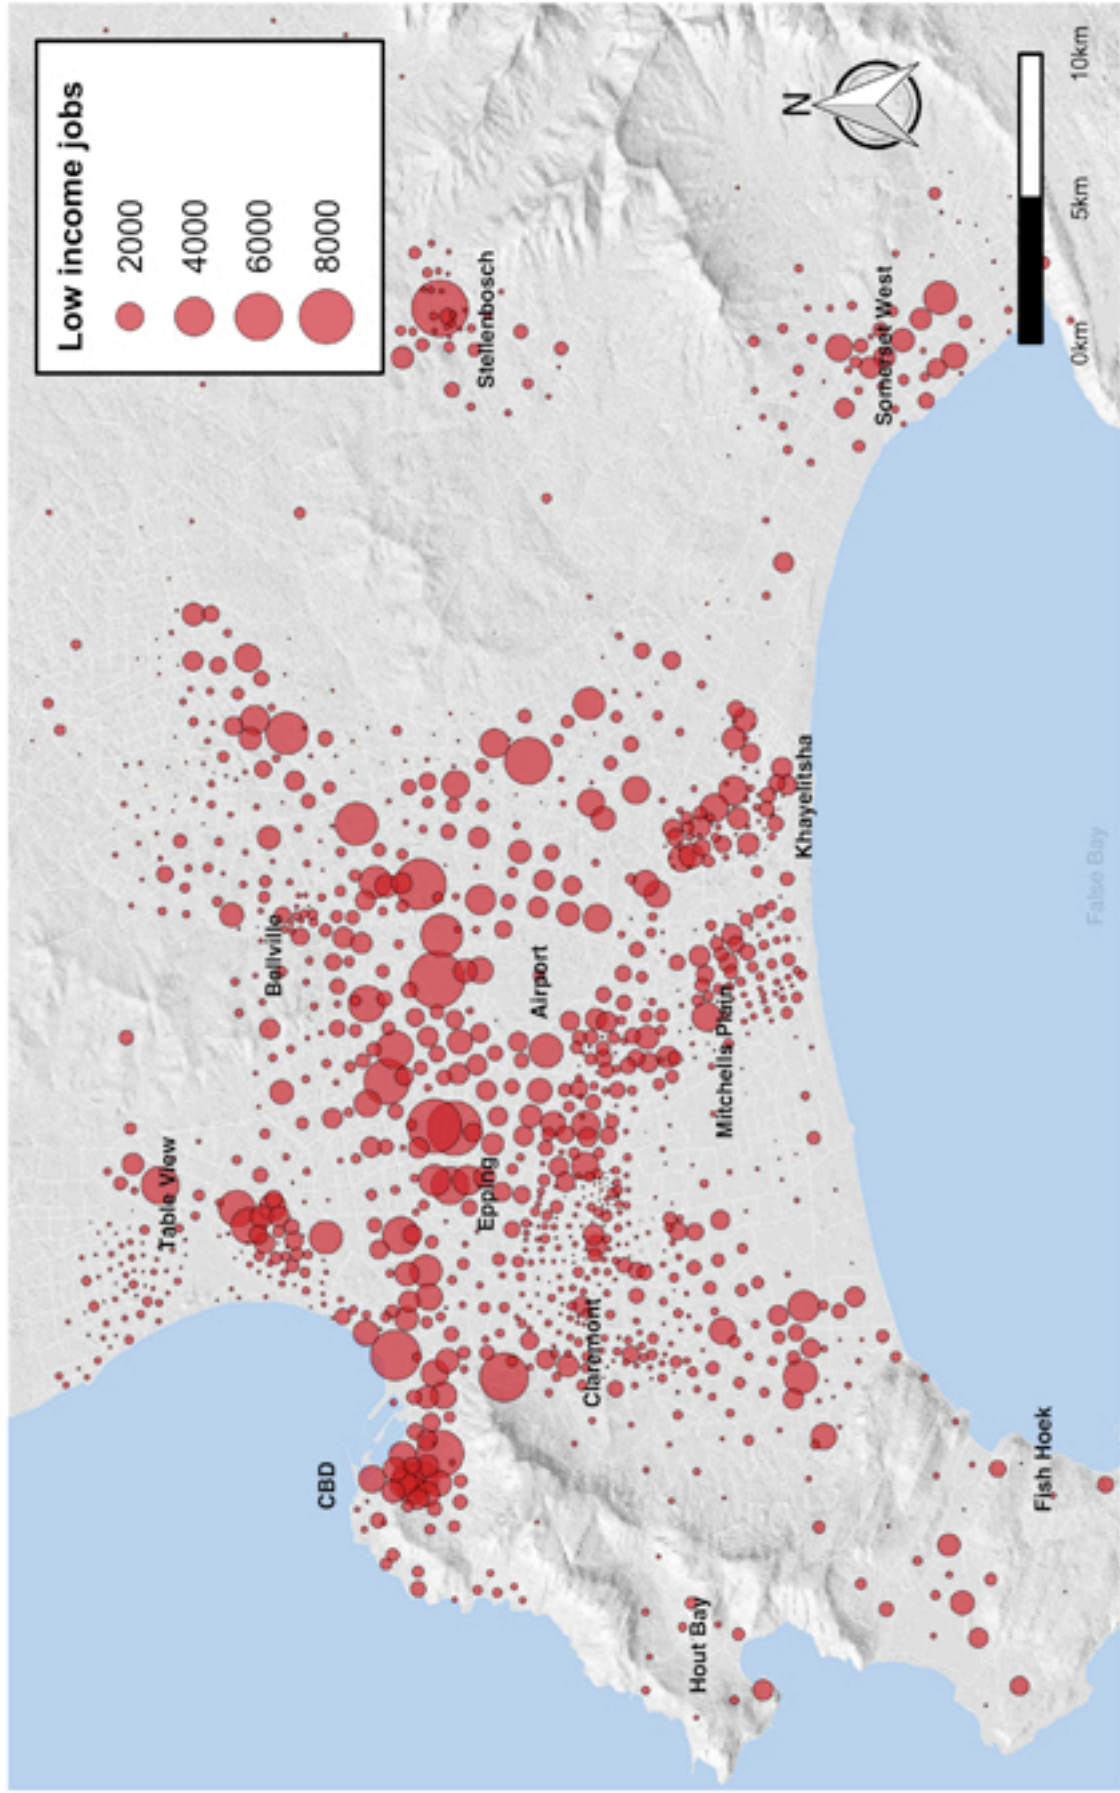 Low income jobs
2000
4000
6000
8000
N
0km
5km
10km
Table View
Bellville
Stellenbosch
CBD
Epping
Airport
Claremont
Mitchells Plain
Khayelitsha
Somerset West
Hout Bay
Fish Hoek
False Bay